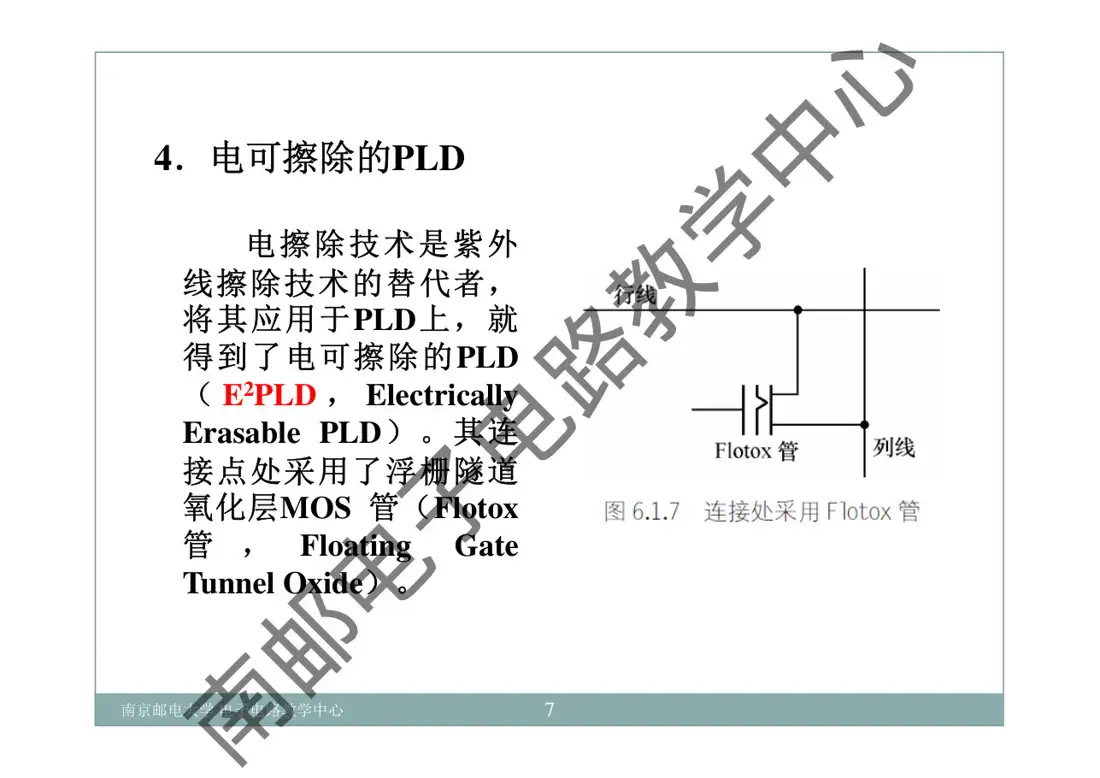 4．电可擦除的PLD
电擦除技术是紫外
线擦除技术的替代者，
将其应用于PLD上，就
得到了电可擦除的PLD
（E²PLD，Electrically
Erasable PLD）。其连
接点处采用了浮栅隧道
氧化层MOS 管（Flotox
管，Floating Gate
Tunnel Oxide）。
行线
Flotox 管
列线
图 6.1.7 连接处采用 Flotox 管
南邮电子电路教学中心
南京邮电大学 电子电路教学中心
7